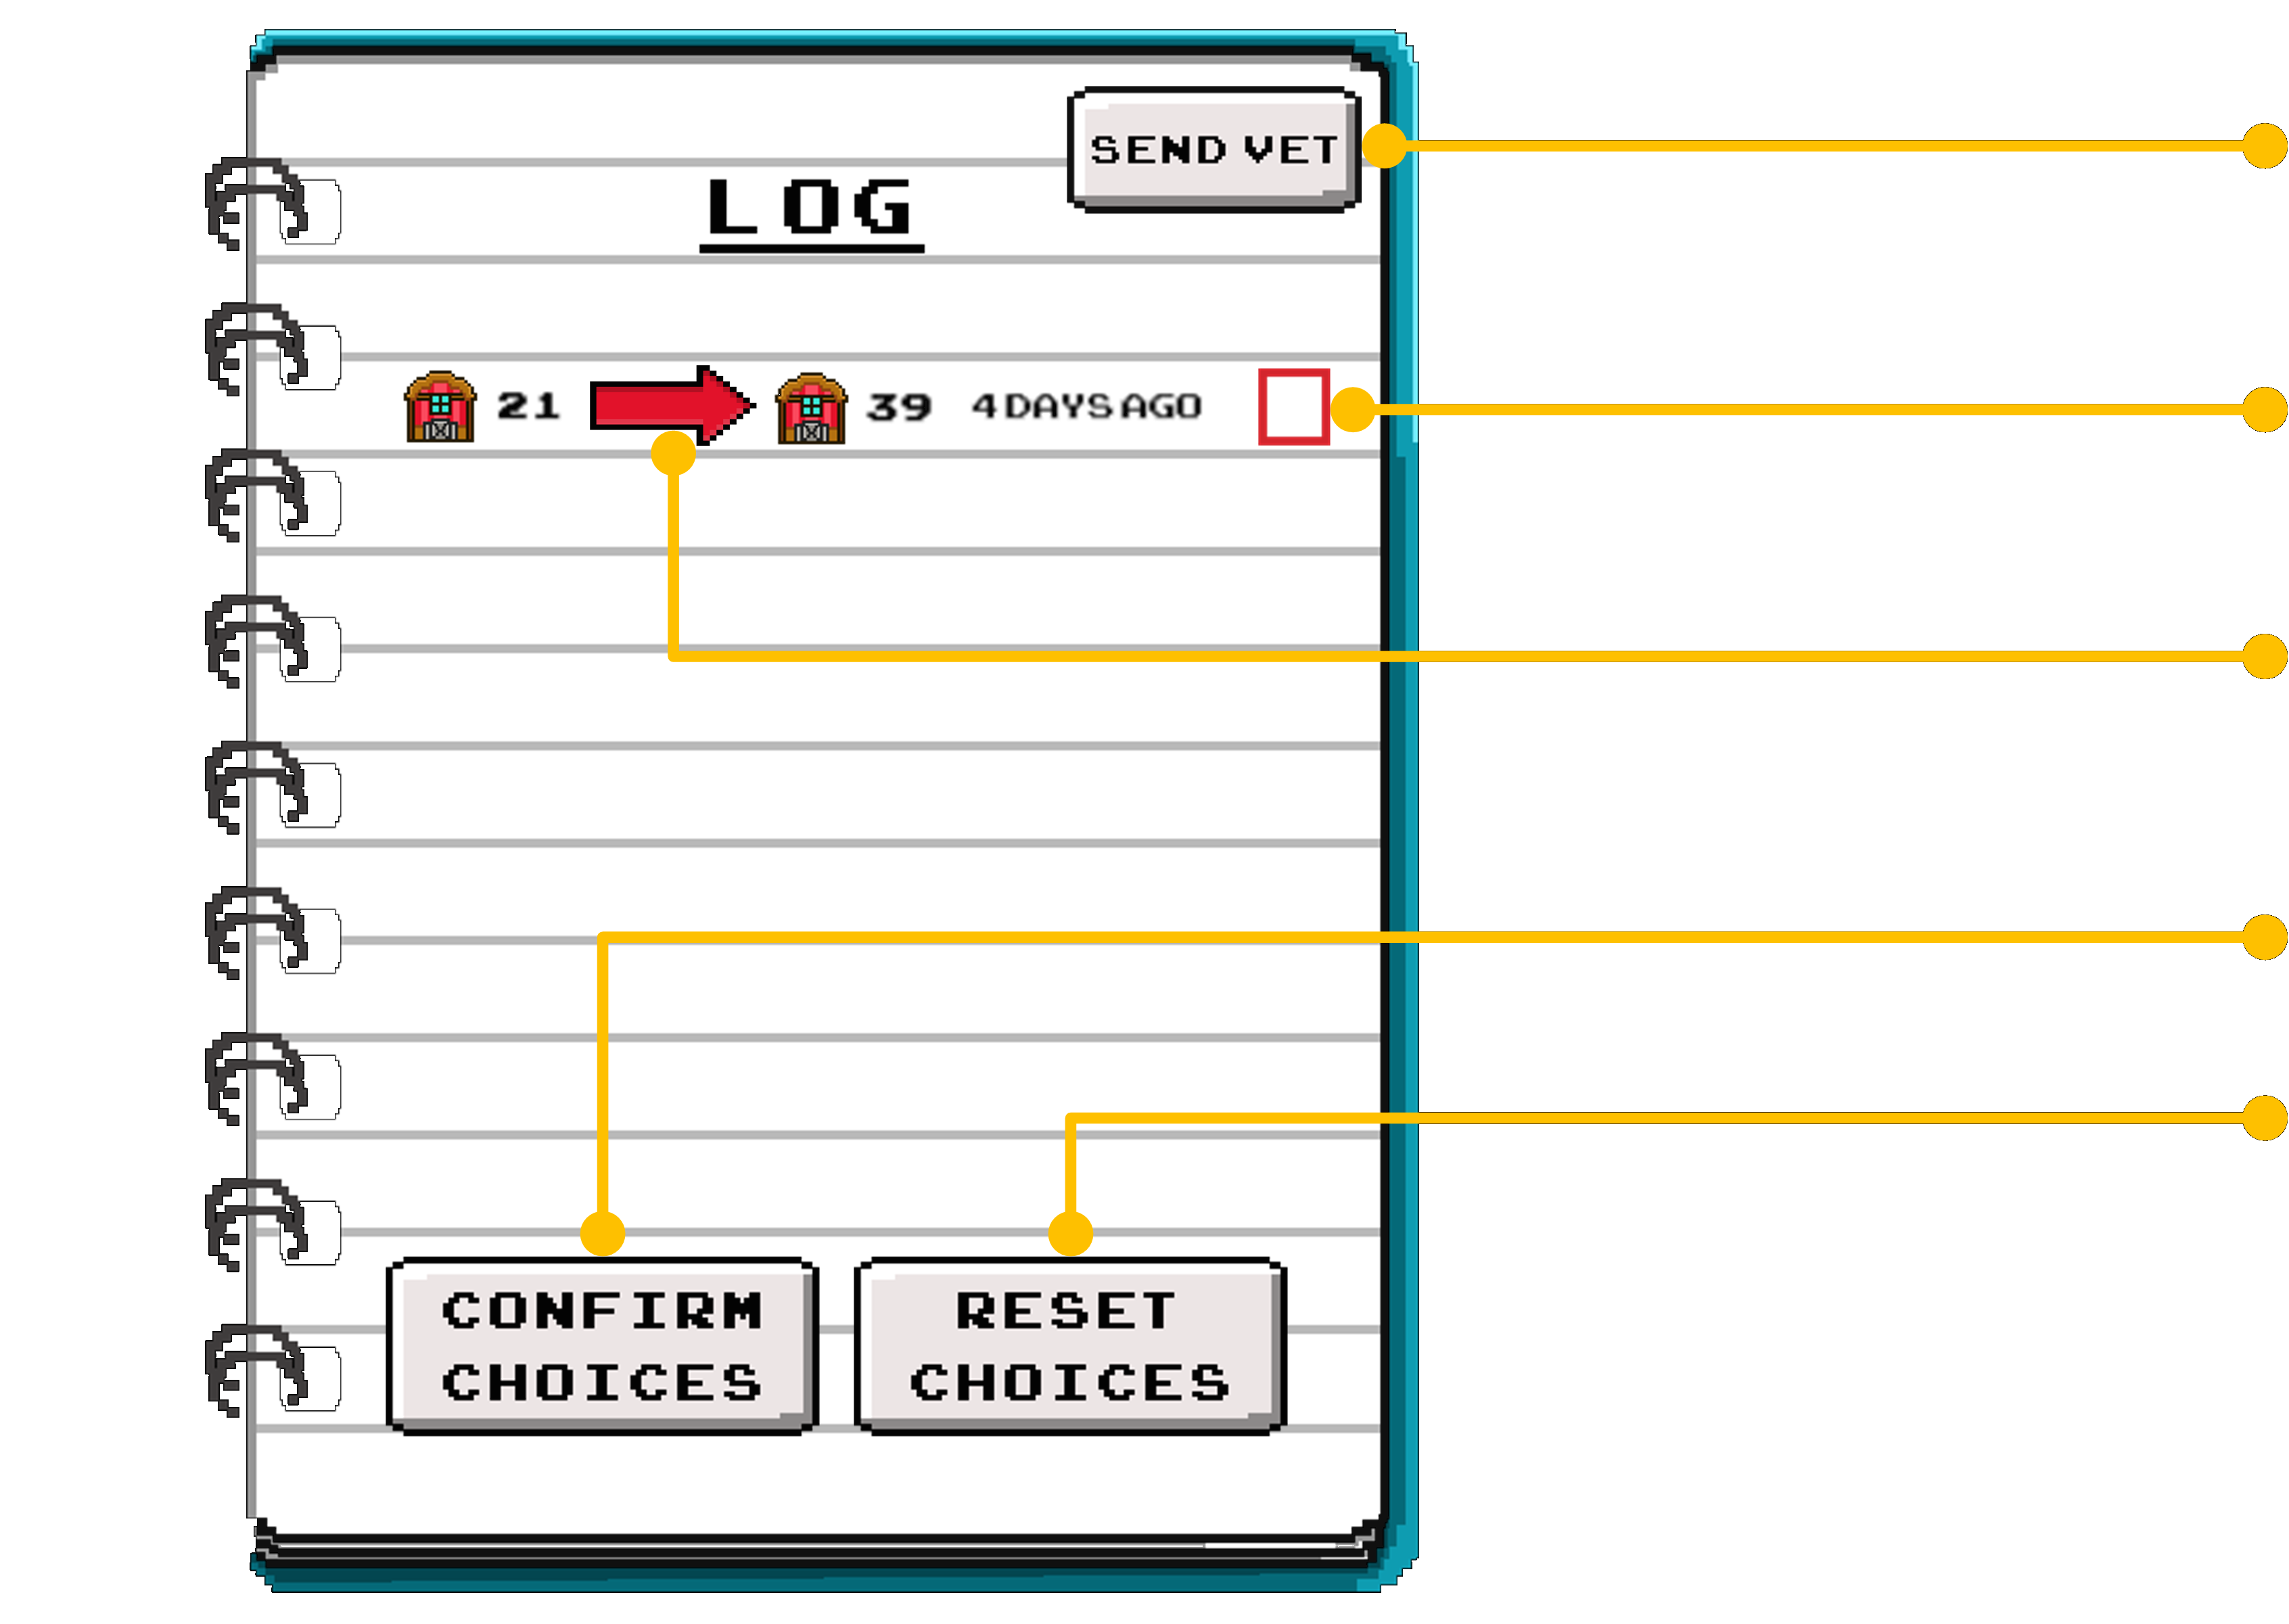 SEND VET
LOG
21 39 4 DAYS AGO
CONFIRM
CHOICES
RESET
CHOICES